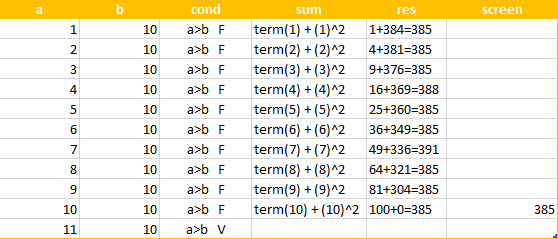 a b cond sum res screen
1 10 a>b F term(1) + (1)^2 1+384=385
2 10 a>b F term(2) + (2)^2 4+381=385
3 10 a>b F term(3) + (3)^2 9+376=385
4 10 a>b F term(4) + (4)^2 16+369=388
5 10 a>b F term(5) + (5)^2 25+360=385
6 10 a>b F term(6) + (6)^2 36+349=385
7 10 a>b F term(7) + (7)^2 49+336=391
8 10 a>b F term(8) + (8)^2 64+321=385
9 10 a>b F term(9) + (9)^2 81+304=385
10 10 a>b F term(10) + (10)^2 100+0=385 385
11 10 a>b V